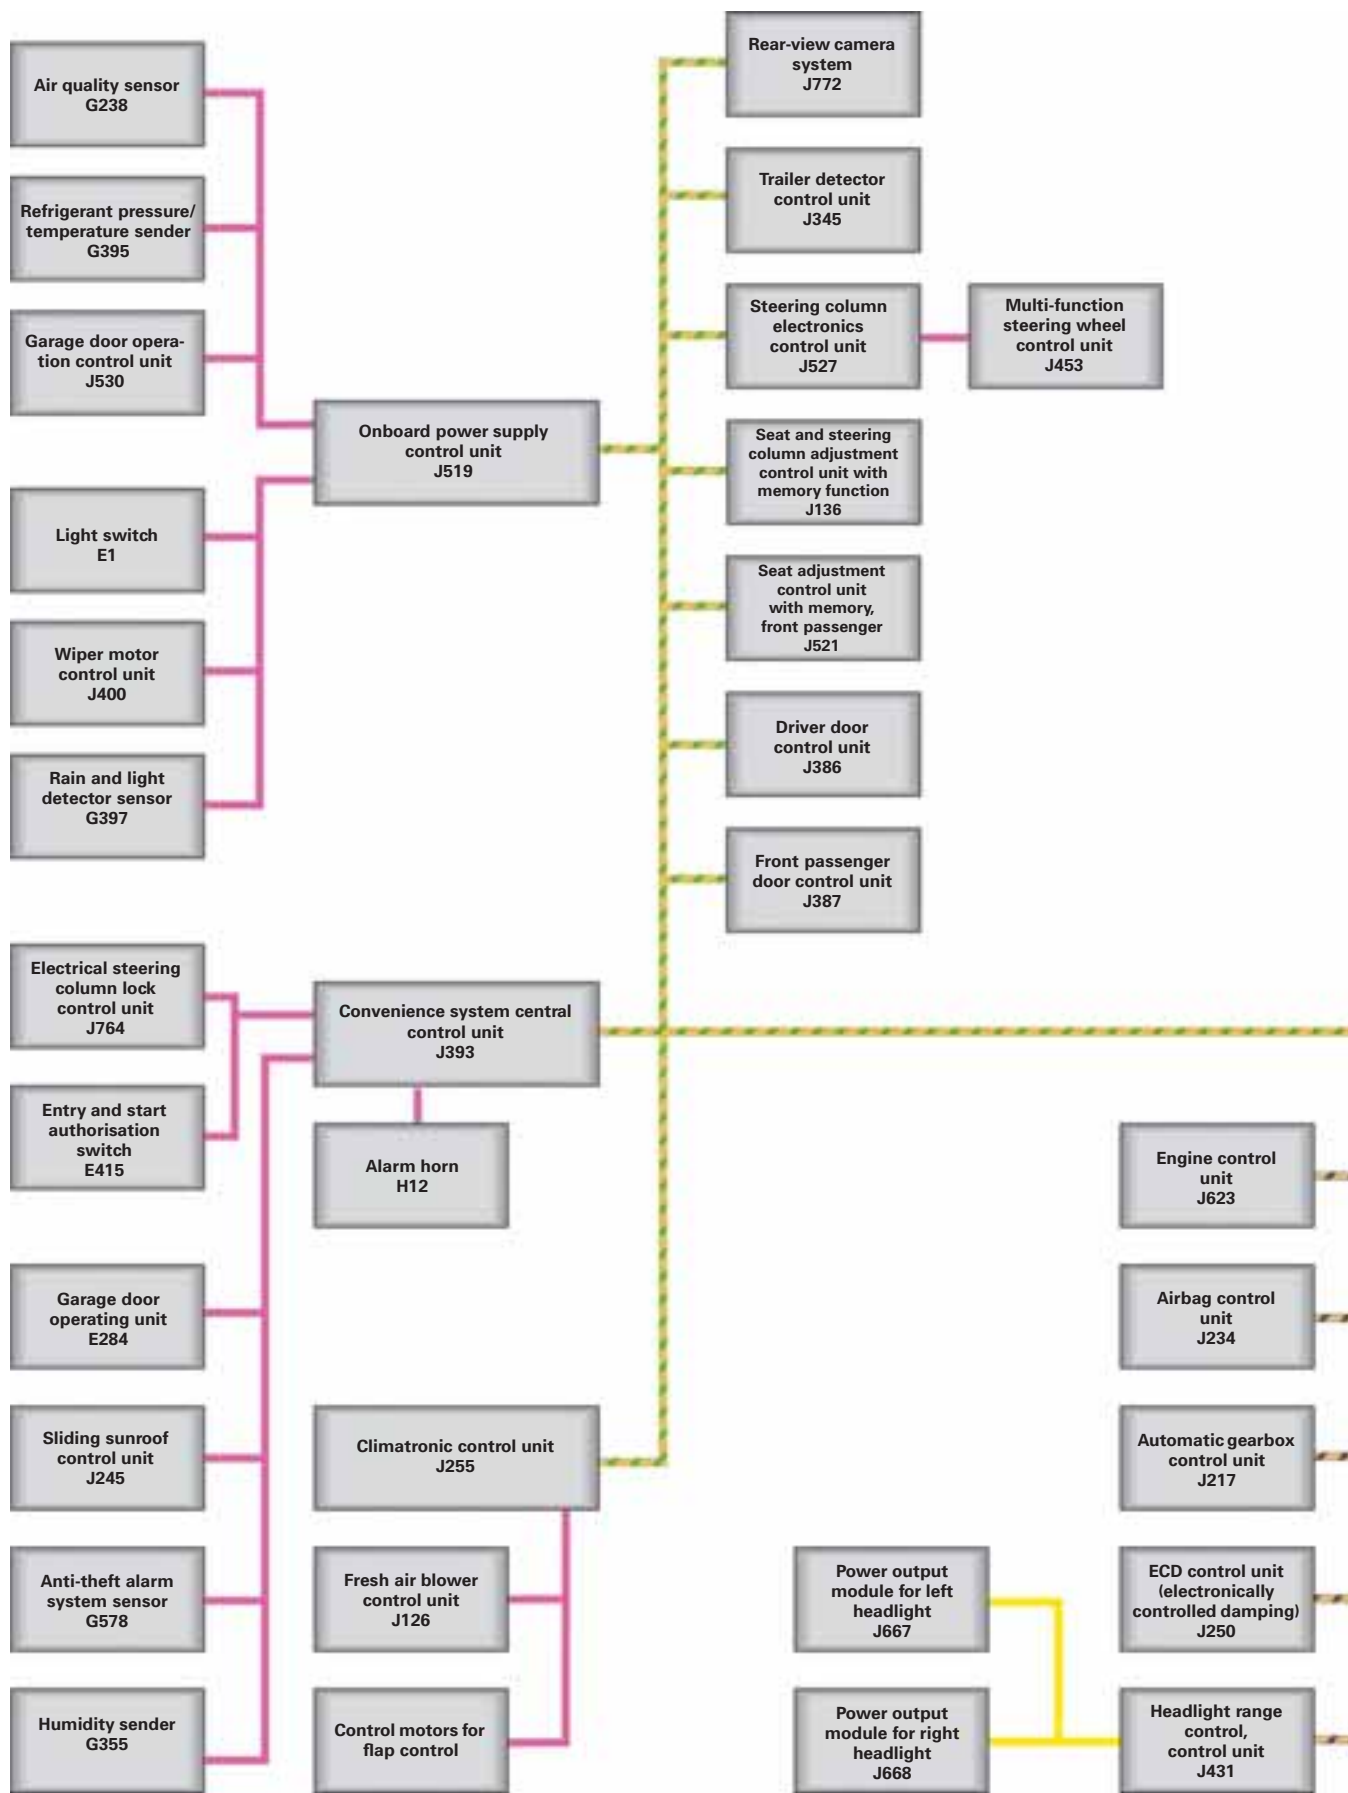 Air quality sensor
G238
Refrigerant pressure/
temperature sender
G395
Garage door opera-
tion control unit
J530
Light switch
E1
Wiper motor
control unit
J400
Rain and light
detector sensor
G397
Onboard power supply
control unit
J519
Rear-view camera
system
J772
Trailer detector
control unit
J345
Steering column
electronics
control unit
J527
Multi-function
steering wheel
control unit
J453
Seat and steering
column adjustment
control unit with
memory function
J136
Seat adjustment
control unit
with memory,
front passenger
J521
Driver door
control unit
J386
Front passenger
door control unit
J387
Electrical steering
column lock
control unit
J764
Entry and start
authorisation
switch
E415
Convenience system central
control unit
J393
Alarm horn
H12
Garage door
operating unit
E284
Sliding sunroof
control unit
J245
Anti-theft alarm
system sensor
G578
Humidity sender
G355
Climatronic control unit
J255
Fresh air blower
control unit
J126
Control motors for
flap control
Engine control
unit
J623
Airbag control
unit
J234
Automatic gearbox
control unit
J217
Power output
module for left
headlight
J667
ECD control unit
(electronically
controlled damping)
J250
Power output
module for right
headlight
J668
Headlight range
control,
control unit
J431